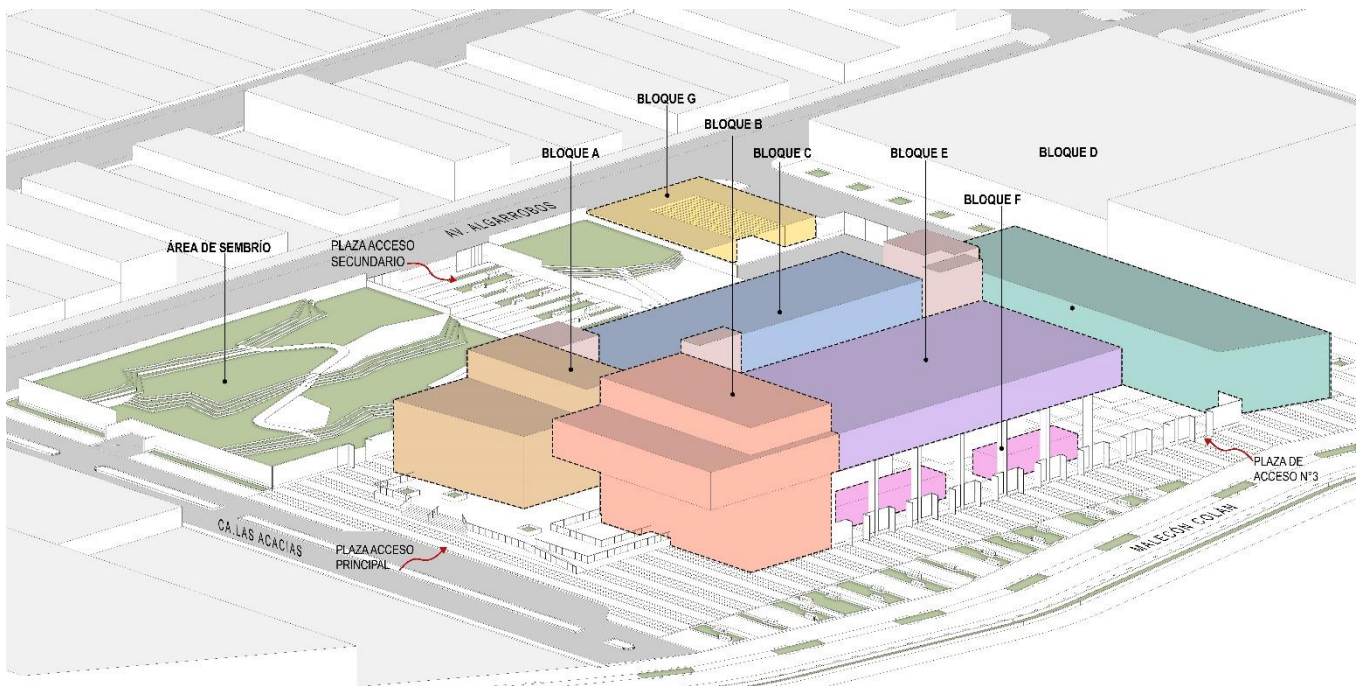 BLOQUE G
BLOQUE B
BLOQUE A
BLOQUE C
BLOQUE E
BLOQUE D
BLOQUE F
AV. ALGARROBOS
ÁREA DE SEMBRÍO
PLAZA ACCESO
SECUNDARIO
PLAZA DE
ACCESO N°3
MALECÓN COLAN
CA.LAS ACACIAS
PLAZA ACCESO
PRINCIPAL